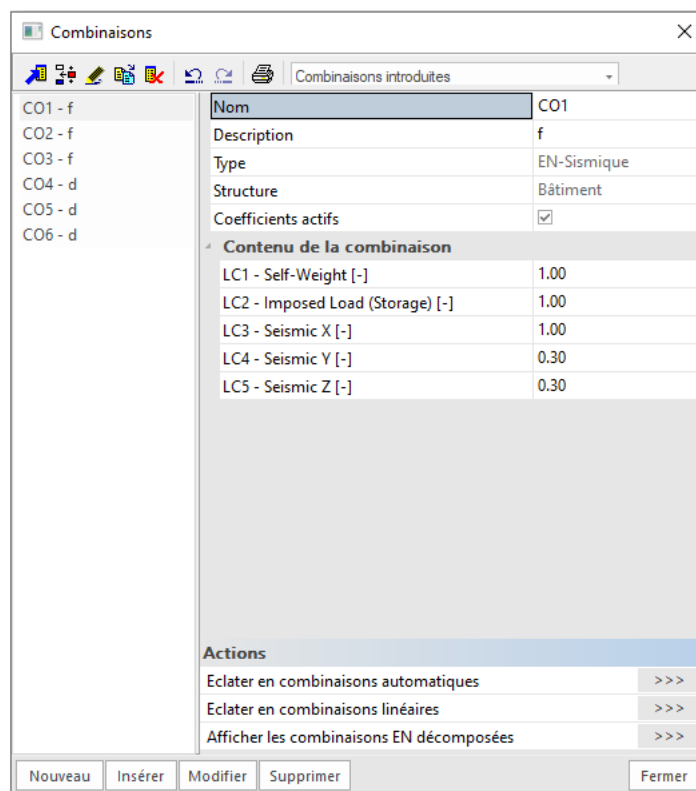 Combinaisons
Combinaisons introduites
CO1 - f
CO2 - f
CO3 - f
CO4 - d
CO5 - d
CO6 - d
Nom CO1
Description f
Type EN-Sismique
Structure Bâtiment
Coefficients actifs
Contenu de la combinaison
LC1 - Self-Weight [-] 1.00
LC2 - Imposed Load (Storage) [-] 1.00
LC3 - Seismic X [-] 1.00
LC4 - Seismic Y [-] 0.30
LC5 - Seismic Z [-] 0.30
Actions
Eclater en combinaisons automatiques >>>
Eclater en combinaisons linéaires >>>
Afficher les combinaisons EN décomposées >>>
Nouveau Insérer Modifier Supprimer Fermer